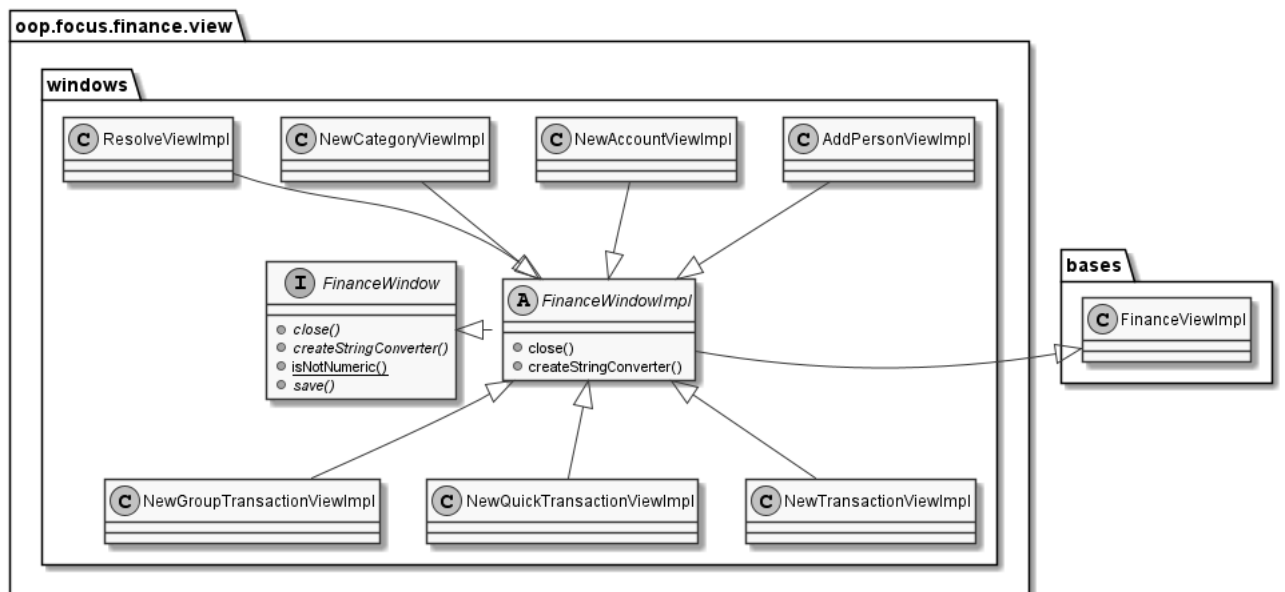 oop.focus.finance.view
windows
C ResolveViewImpl
C NewCategoryViewImpl
C NewAccountViewImpl
C AddPersonViewImpl
I FinanceWindow
close()
createStringConverter()
isNotNumeric()
save()
A FinanceWindowImpl
close()
createStringConverter()
bases
C FinanceViewImpl
C NewGroupTransactionViewImpl
C NewQuickTransactionViewImpl
C NewTransactionViewImpl